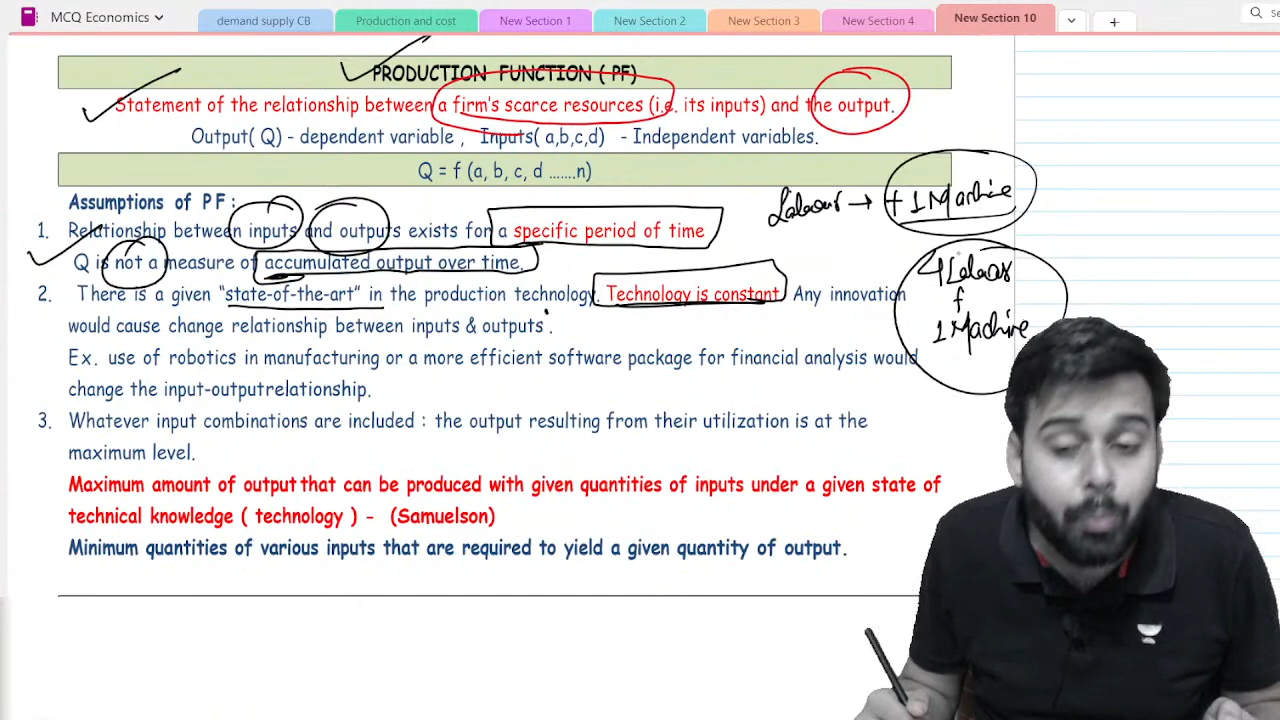 MCQ Economics
demand supply CB
Production and cost
New Section 1
New Section 2
New Section 3
New Section 4
New Section 10
PRODUCTION FUNCTION ( PF)
Statement of the relationship between a firm's scarce resources (i.e. its inputs) and the output.
Output( Q) - dependent variable , Inputs( a,b,c,d) - Independent variables.
Q = f (a, b, c, d …….n)
Labour → + 1 Machine
Assumptions of PF :
1. Relationship between inputs and outputs exists for a specific period of time
Q is not a measure of accumulated output over time.
2. There is a given "state-of-the-art" in the production technology. Technology is constant. Any innovation
would cause change relationship between inputs & outputs .
Ex. use of robotics in manufacturing or a more efficient software package for financial analysis would
change the input-outputrelationship.
4 Labour
f
1 Machine
3. Whatever input combinations are included : the output resulting from their utilization is at the
maximum level.
Maximum amount of output that can be produced with given quantities of inputs under a given state of
technical knowledge ( technology ) - (Samuelson)
Minimum quantities of various inputs that are required to yield a given quantity of output.